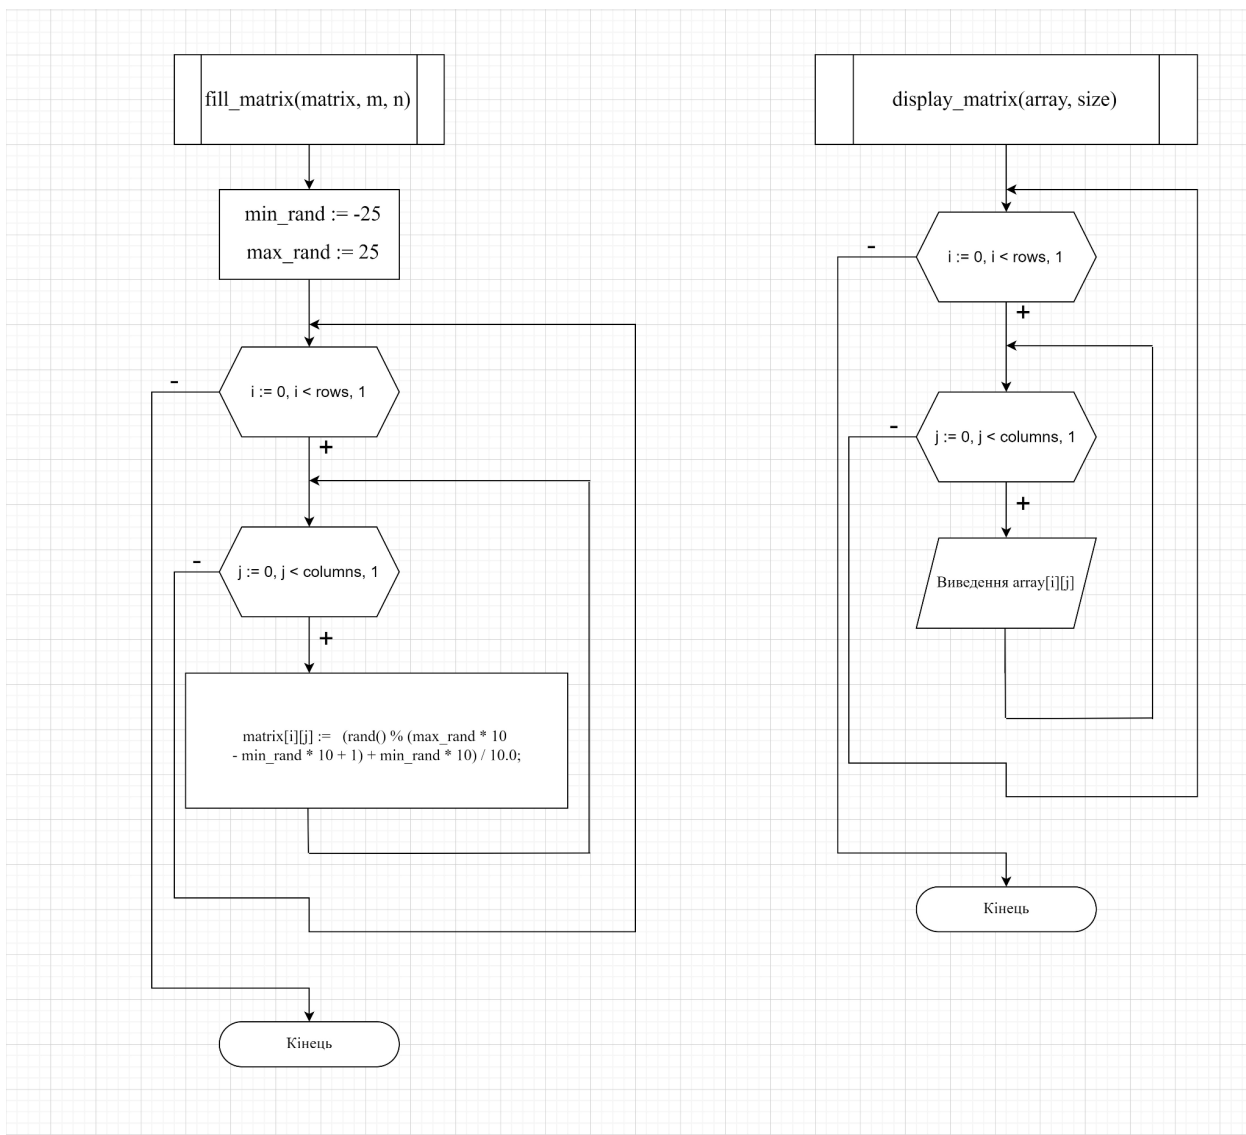 fill_matrix(matrix, m, n)
min_rand := -25
max_rand := 25
-
i := 0, i < rows, 1
+
-
j := 0, j < columns, 1
+
matrix[i][j] := (rand() % (max_rand * 10
- min_rand * 10 + 1) + min_rand * 10) / 10.0;
Кінець
display_matrix(array, size)
-
i := 0, i < rows, 1
+
-
j := 0, j < columns, 1
+
Виведення array[i][j]
Кінець